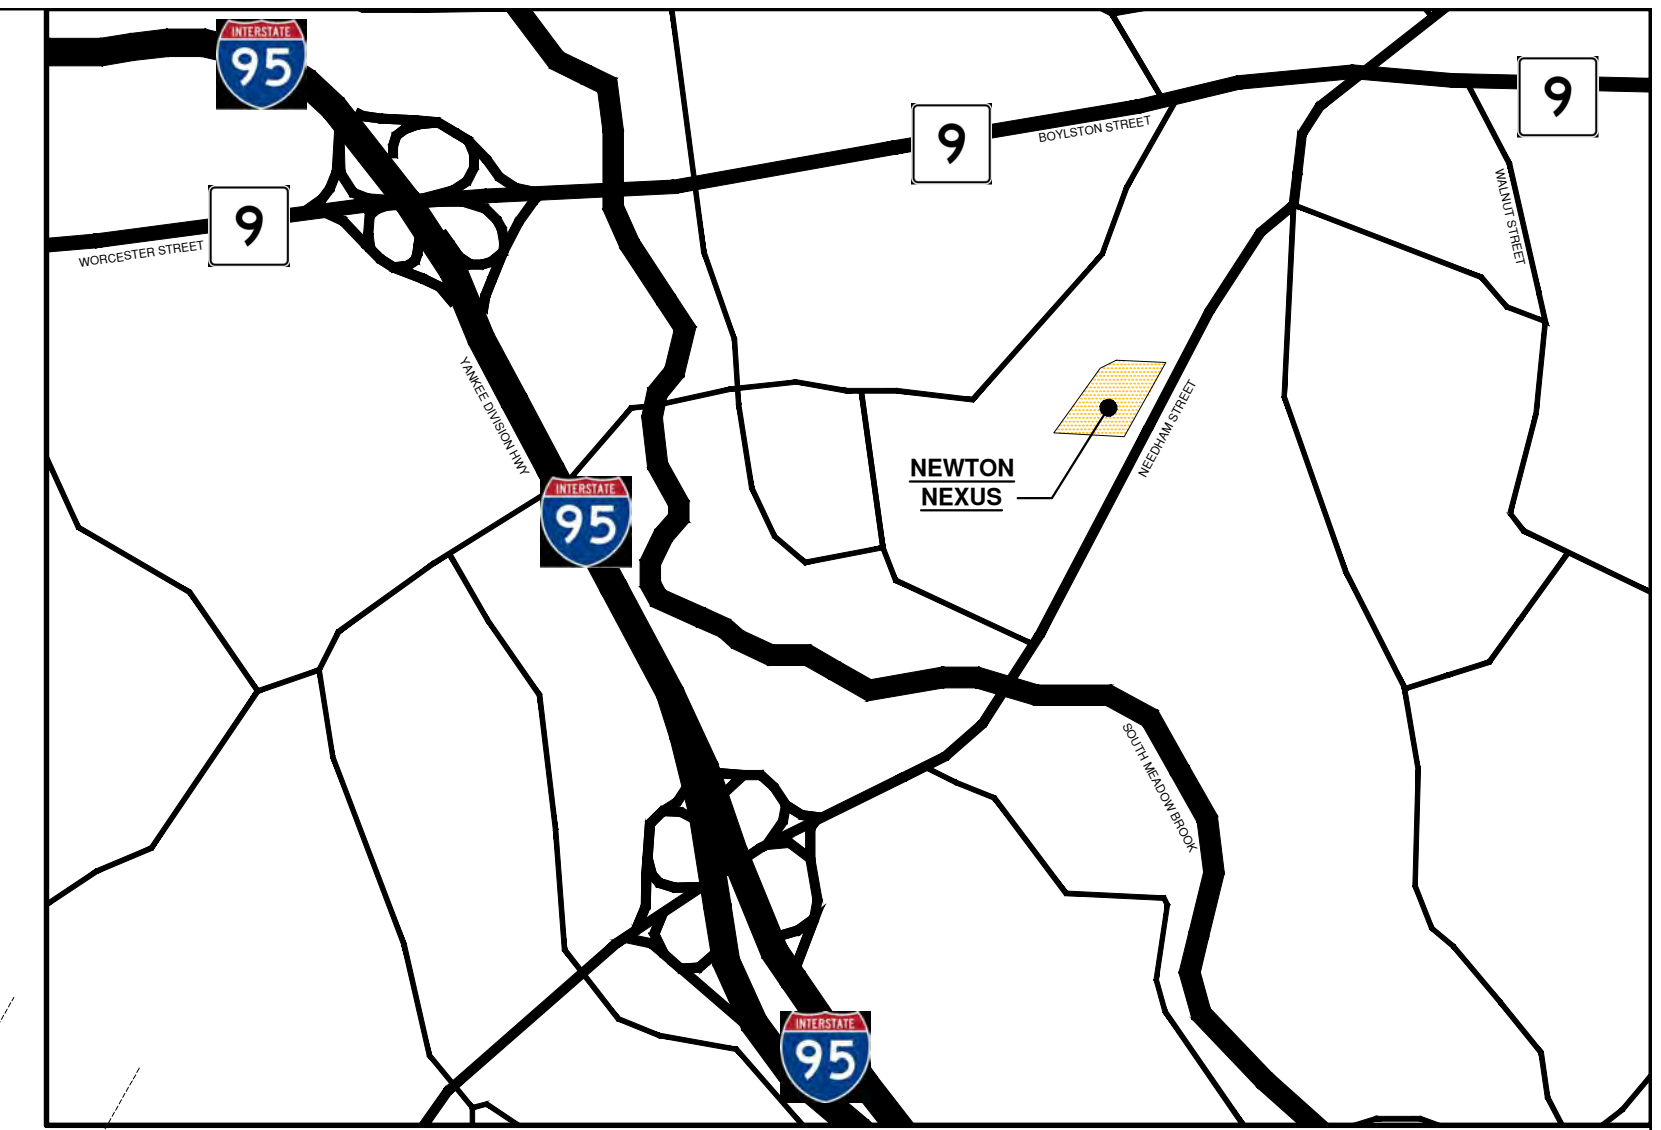 INTERSTATE
95
9
9
BOYLSTON STREET
9
WORCESTER STREET
WALNUT STREET
YANKEE DIVISION HWY
NEEDHAM STREET
NEWTON
NEXUS
INTERSTATE
95
SOUTH MEADOW BROOK
INTERSTATE
95